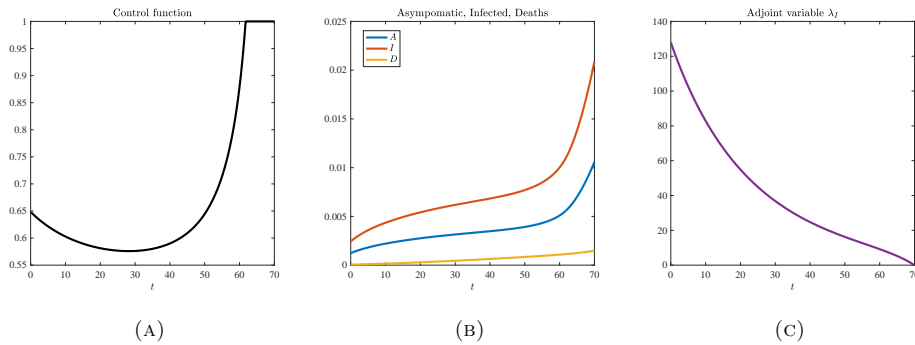 Control function
1
0.95
0.9
0.85
0.8
0.75
0.7
0.65
0.6
0.55
0 10 20 30 40 50 60 70
t
(A)
Asympomatic, Infected, Deaths
A
I
D
0.025
0.02
0.015
0.01
0.005
0
0 10 20 30 40 50 60 70
t
(B)
Adjoint variable λ_I
140
120
100
80
60
40
20
0
0 10 20 30 40 50 60 70
t
(C)